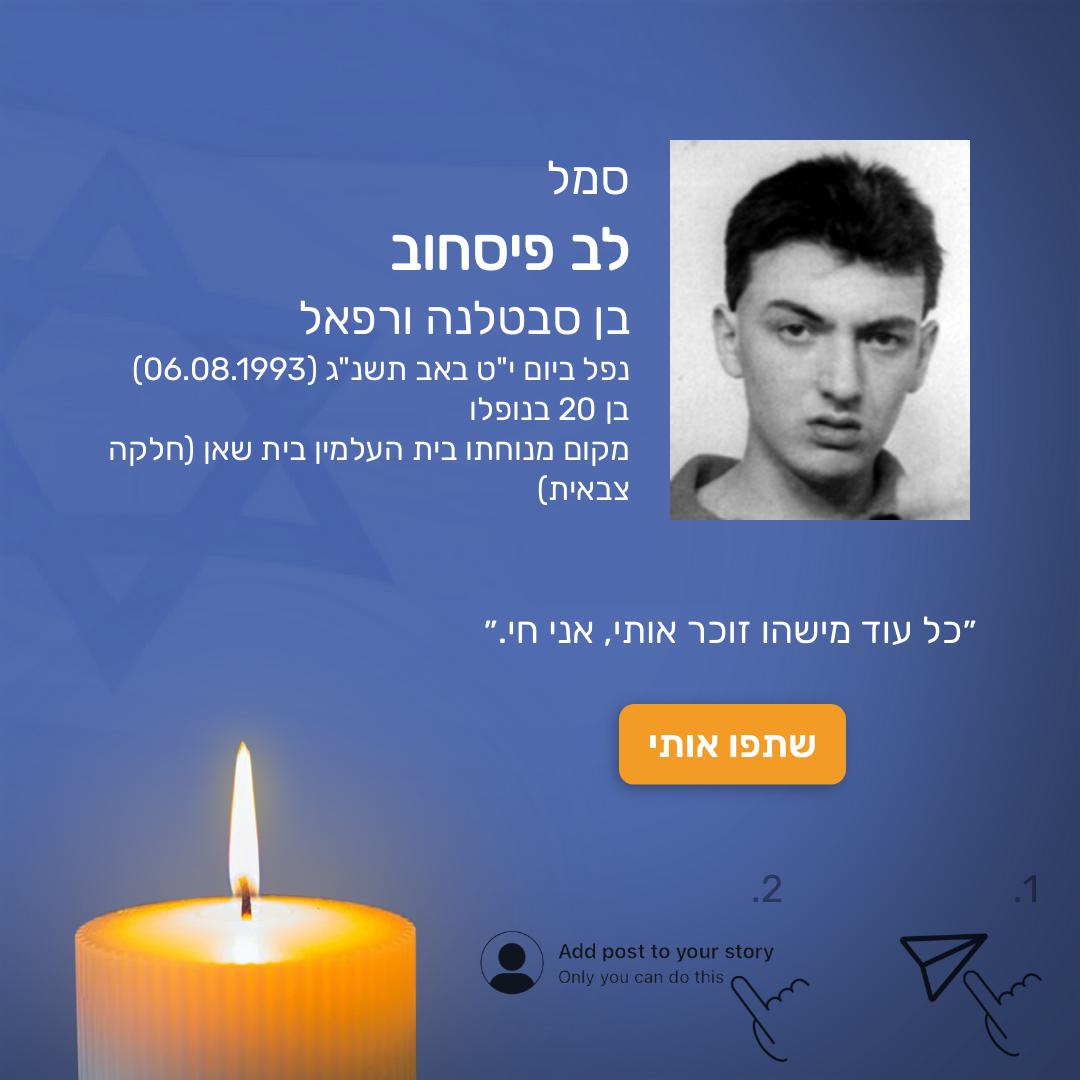 סמל
לב פיסחוב
בן סבטלנה ורפאל
נפל ביום י"ט באב תשנ"ג (06.08.1993)
בן 20 בנופלו
מקום מנוחתו בית העלמין בית שאן (חלקה
צבאית)
״כל עוד מישהו זוכר אותי, אני חי.״
שתפו אותי
1.
2.
Add post to your story
Only you can do this